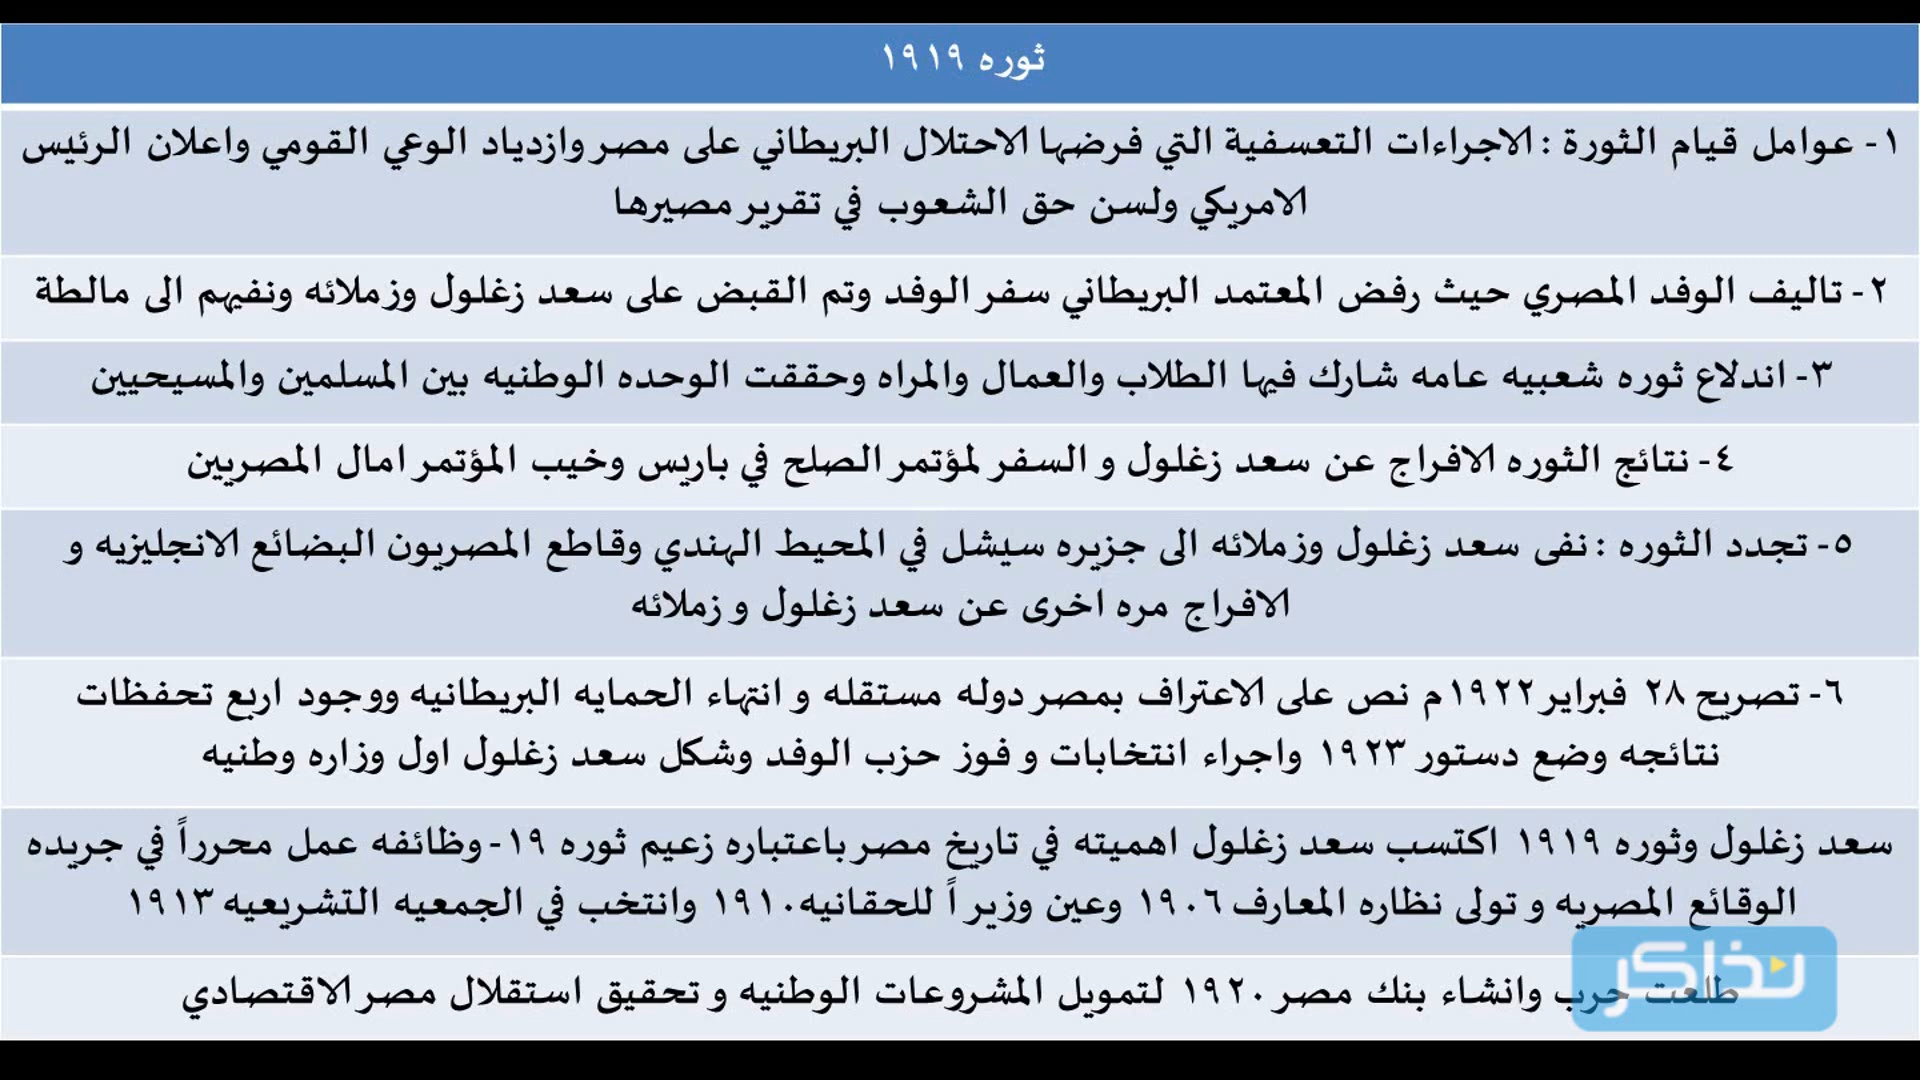 ثوره ١٩١٩
١- عوامل قيام الثورة : الاجراءات التعسفية التي فرضها الاحتلال البريطاني على مصر وازدياد الوعي القومي واعلان الرئيس
الامريكي ولسن حق الشعوب في تقرير مصيرها
٢- تاليف الوفد المصري حيث رفض المعتمد البريطاني سفر الوفد وتم القبض على سعد زغلول وزملائه ونفيهم الى مالطة
٣- اندلاع ثوره شعبيه عامه شارك فيها الطلاب والعمال والمراه وحققت الوحده الوطنيه بين المسلمين والمسيحيين
٤- نتائج الثوره الافراج عن سعد زغلول و السفر لمؤتمر الصلح في باريس وخيب المؤتمر امال المصريين
٥- تجدد الثوره : نفى سعد زغلول وزملائه الى جزيره سيشل في المحيط الهندي وقاطع المصريون البضائع الانجليزيه و
الافراج مره اخرى عن سعد زغلول و زملائه
٦- تصريح ٢٨ فبراير ١٩٢٢م نص على الاعتراف بمصر دوله مستقله و انتهاء الحمايه البريطانيه ووجود اربع تحفظات
نتائجه وضع دستور ١٩٢٣ واجراء انتخابات و فوز حزب الوفد وشكل سعد زغلول اول وزاره وطنيه
سعد زغلول وثوره ١٩١٩ اكتسب سعد زغلول اهميته في تاريخ مصر باعتباره زعيم ثوره ١٩- وظائفه عمل محرراً في جريده
الوقائع المصريه و تولى نظاره المعارف ١٩٠٦ وعين وزيراً للحقانيه ١٩١٠ وانتخب في الجمعيه التشريعيه ١٩١٣
طلعت حرب وانشاء بنك مصر ١٩٢٠ لتمويل المشروعات الوطنيه و تحقيق استقلال مصر الاقتصادي
نذاكر